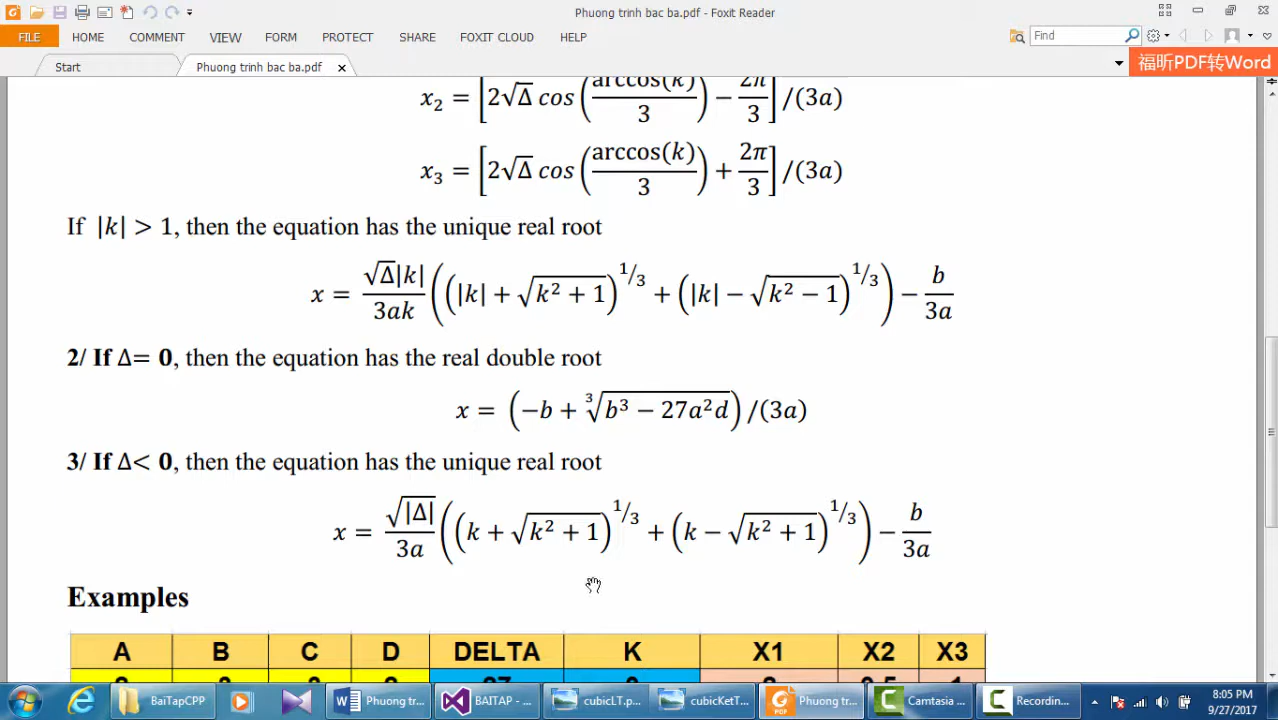 Phuong trinh bac ba.pdf - Foxit Reader
FILE HOME COMMENT VIEW FORM PROTECT SHARE FOXIT CLOUD HELP Find
Start Phuong trinh bac ba.pdf x 福昕PDF转Word
x₂ = [2√Δ cos (arccos(k)/3) − 2π/3] /(3a)
x₃ = [2√Δ cos (arccos(k)/3) + 2π/3] /(3a)
If |k| > 1, then the equation has the unique real root
x = √Δ|k|/3ak ((|k| + √(k² + 1))^1/3 + (|k| − √(k² − 1))^1/3) − b/3a
2/ If Δ= 0, then the equation has the real double root
x = (−b + ∛(b³ − 27a²d)) /(3a)
3/ If Δ< 0, then the equation has the unique real root
x = √|Δ|/3a ((k + √(k² + 1))^1/3 + (k − √(k² + 1))^1/3) − b/3a
Examples
A B C D DELTA K X1 X2 X3
BaiTapCPP Phuong tr... BAITAP - ... cubicLT.p... cubicKetT... Phuong tr... Camtasia ... Recordin... 8:05 PM
9/27/2017